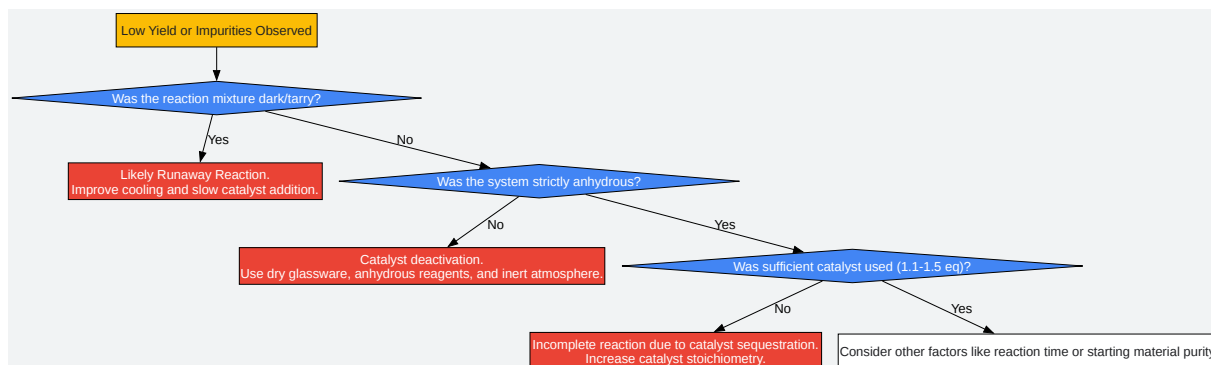 Low Yield or Impurities Observed
Was the reaction mixture dark/tarry?
Yes
No
Likely Runaway Reaction.
Improve cooling and slow catalyst addition.
Was the system strictly anhydrous?
No
Yes
Catalyst deactivation.
Use dry glassware, anhydrous reagents, and inert atmosphere.
Was sufficient catalyst used (1.1-1.5 eq)?
No
Yes
Incomplete reaction due to catalyst sequestration.
Increase catalyst stoichiometry.
Consider other factors like reaction time or starting material purity